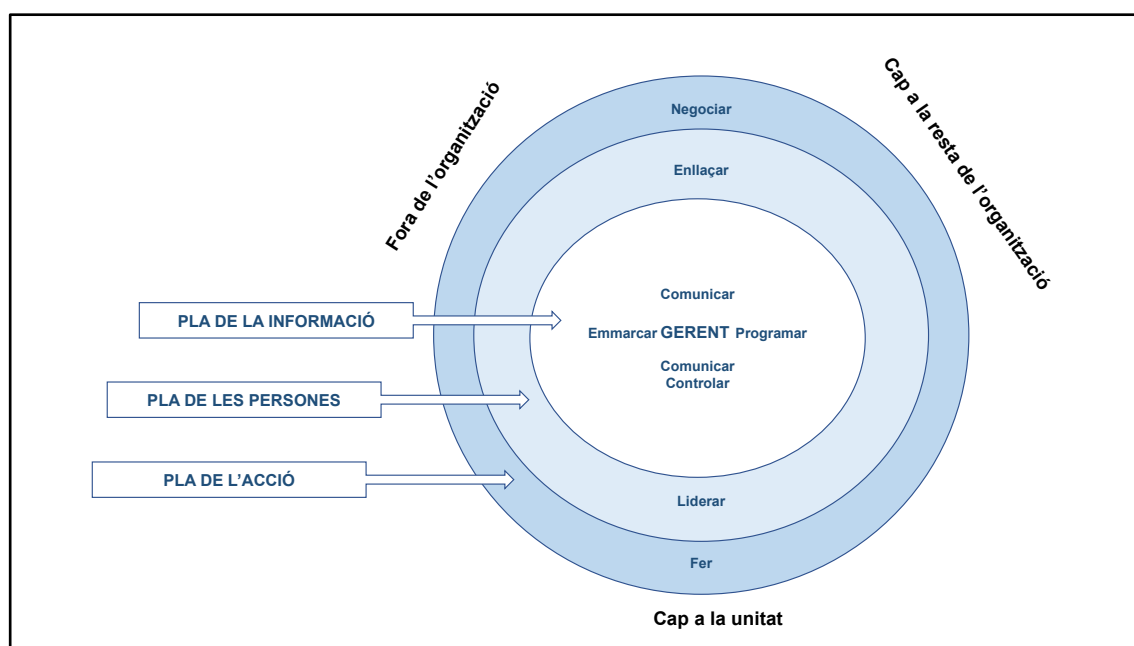 Fora de l’organització
Cap a la resta de l’organització
Negociar
Enllaçar
Comunicar
Emmarcar GERENT Programar
Comunicar
Controlar
PLA DE LA INFORMACIÓ
PLA DE LES PERSONES
PLA DE L’ACCIÓ
Liderar
Fer
Cap a la unitat